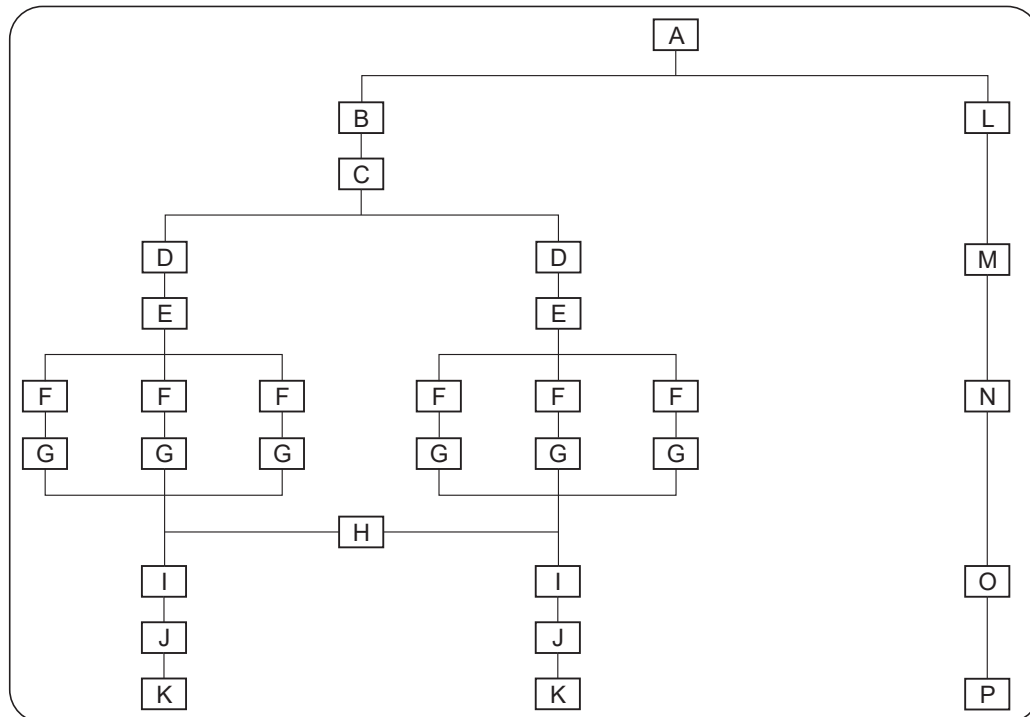 A
B L
C
D D M
E E
F F F F F F N
G G G G G G
H
I I O
J J
K K P